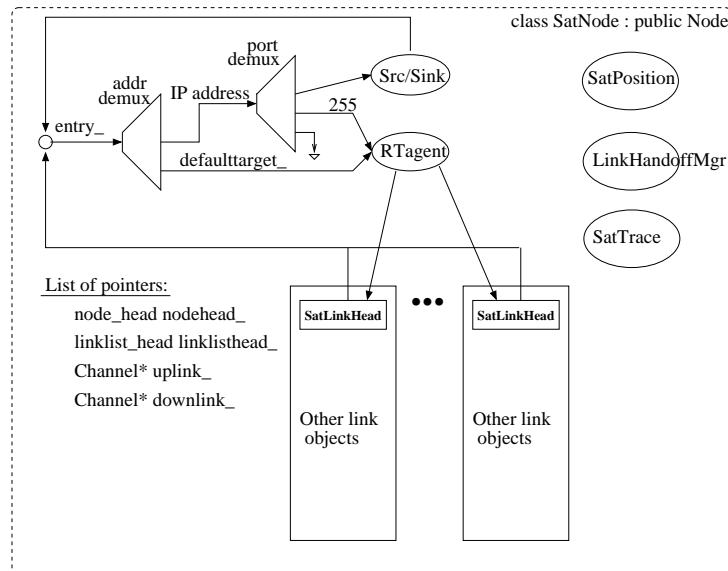 class SatNode : public Node
port
demux
addr
demux
IP address
Src/Sink
SatPosition
255
entry_
defaulttarget_
RTagent
LinkHandoffMgr
SatTrace
List of pointers:
node_head nodehead_
linklist_head linklisthead_
Channel* uplink_
Channel* downlink_
SatLinkHead
Other link
objects
SatLinkHead
Other link
objects